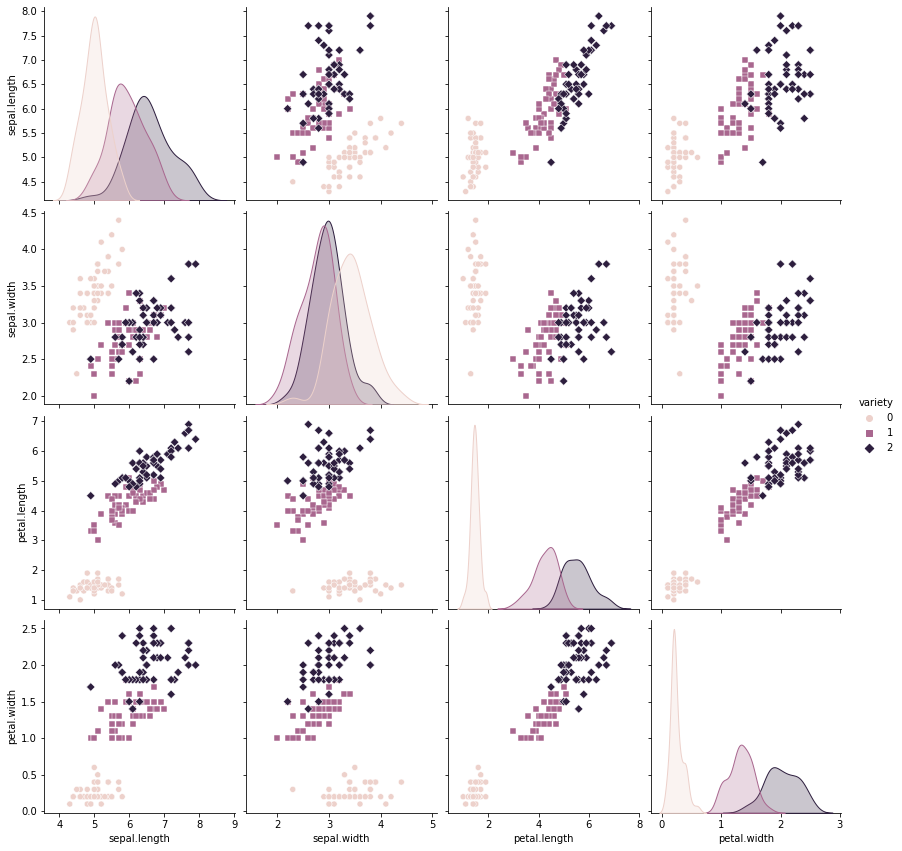 8.0
7.5
7.0
6.5
6.0
5.5
5.0
4.5
sepal.length
4.5
4.0
3.5
3.0
2.5
2.0
sepal.width
variety
0
1
2
7
6
5
4
3
2
1
petal.length
2.5
2.0
1.5
1.0
0.5
0.0
petal.width
4 5 6 7 8 9
sepal.length
2 3 4 5
sepal.width
2 4 6 8
petal.length
0 1 2 3
petal.width